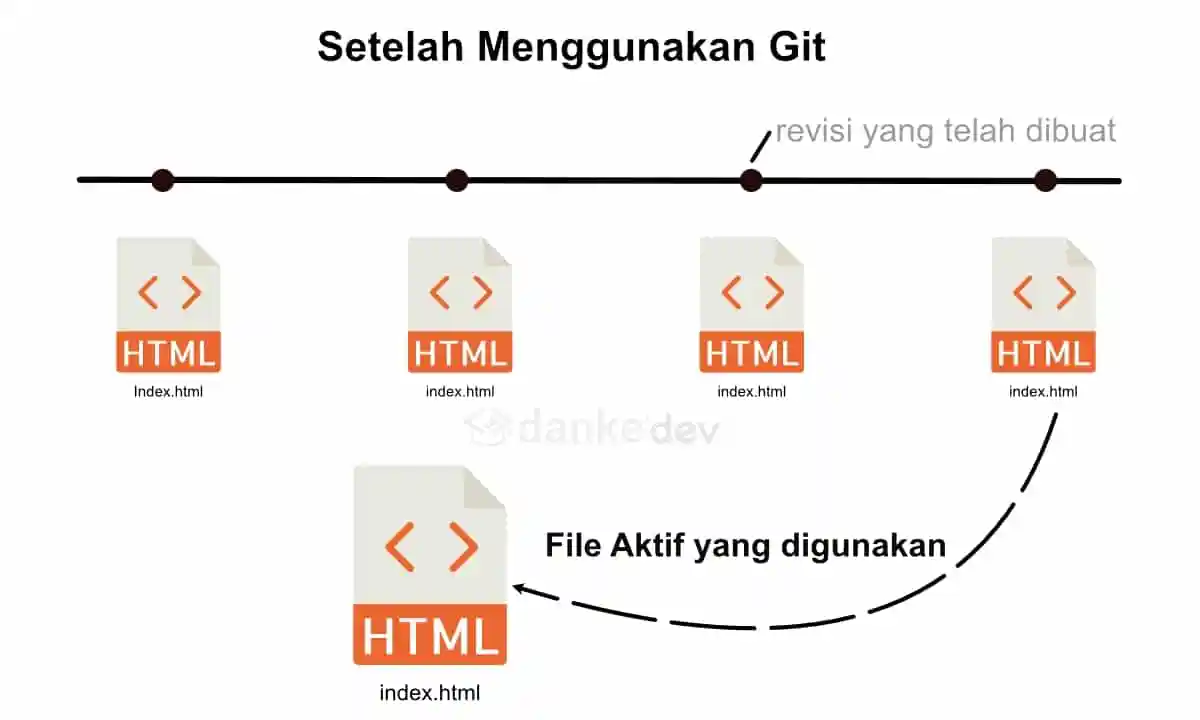 Setelah Menggunakan Git
revisi yang telah dibuat
HTML HTML HTML HTML
Index.html index.html index.html index.html
danke dev
File Aktif yang digunakan
HTML
index.html